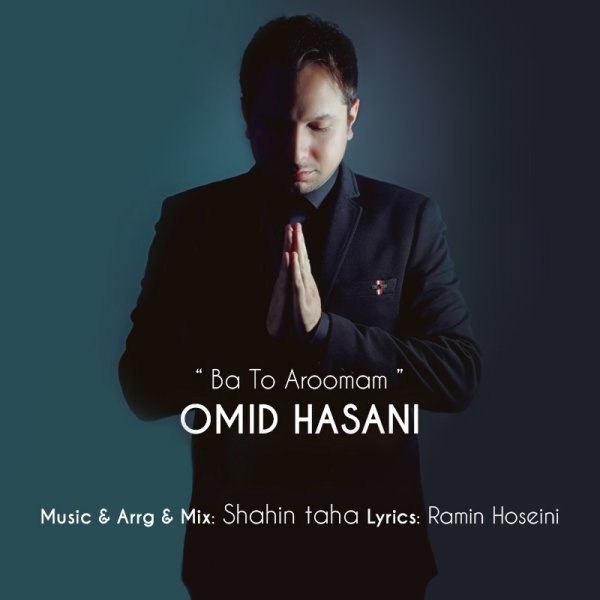 “ Ba To Aroomam ”
OMID HASANI
Music & Arrg & Mix: Shahin taha Lyrics: Ramin Hoseini